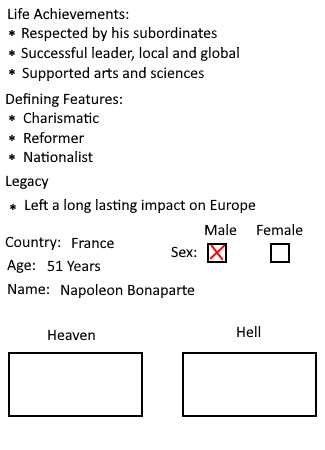 Life Achievements:
* Respected by his subordinates
* Successful leader, local and global
* Supported arts and sciences
Defining Features:
* Charismatic
* Reformer
* Nationalist
Legacy
* Left a long lasting impact on Europe
Male Female
Country: France
Sex:
Age: 51 Years
Name: Napoleon Bonaparte
Heaven
Hell